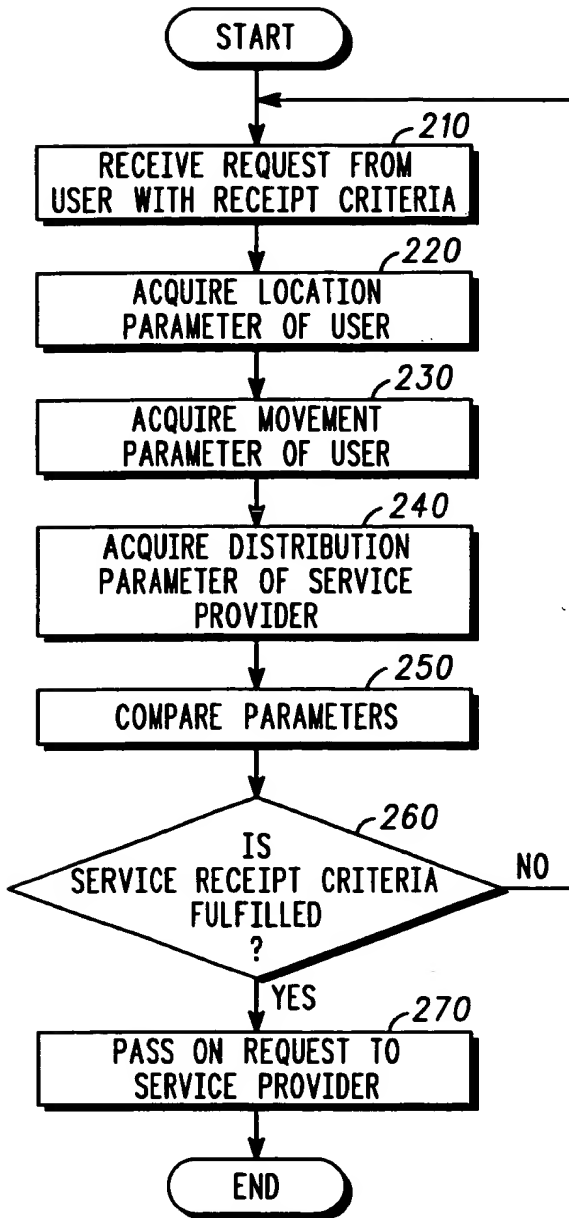 START
210
RECEIVE REQUEST FROM
USER WITH RECEIPT CRITERIA
220
ACQUIRE LOCATION
PARAMETER OF USER
230
ACQUIRE MOVEMENT
PARAMETER OF USER
240
ACQUIRE DISTRIBUTION
PARAMETER OF SERVICE
PROVIDER
250
COMPARE PARAMETERS
260
IS
SERVICE RECEIPT CRITERIA
FULFILLED
?
NO
YES
270
PASS ON REQUEST TO
SERVICE PROVIDER
END